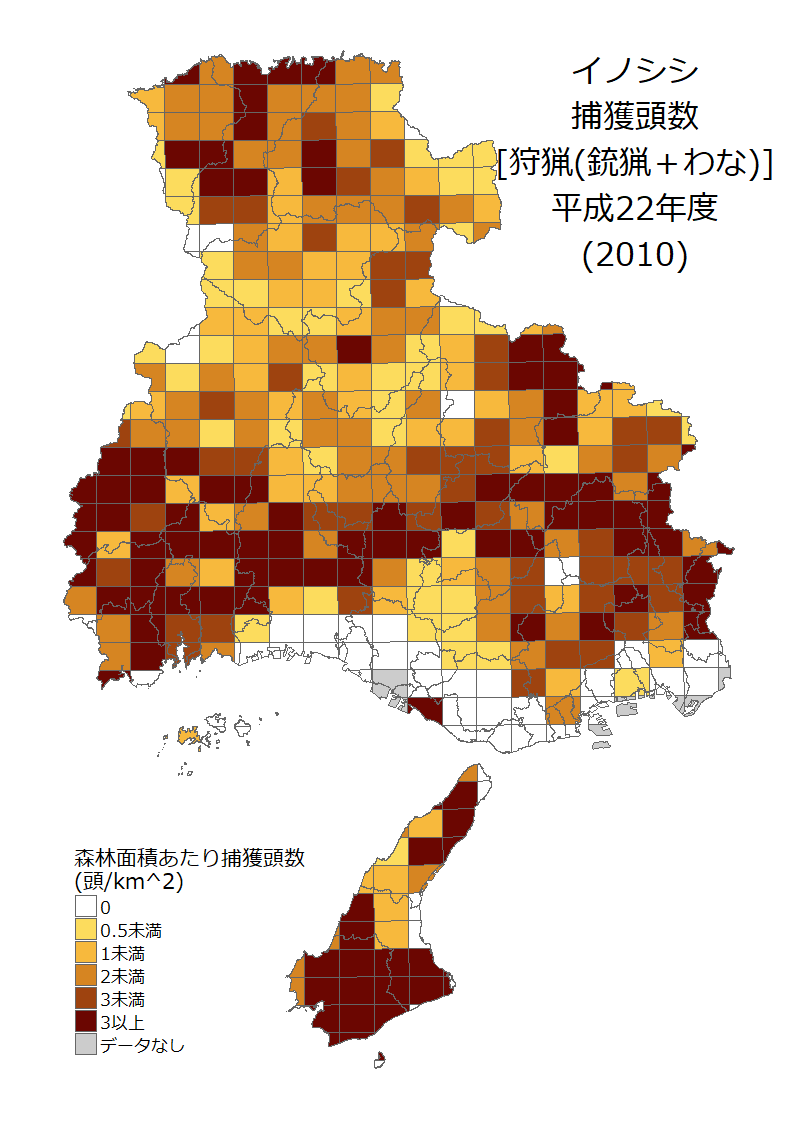 イノシシ
捕獲頭数
[狩猟(銃猟＋わな)]
平成22年度
(2010)
森林面積あたり捕獲頭数
(頭/km^2)
0
0.5未満
1未満
2未満
3未満
3以上
データなし